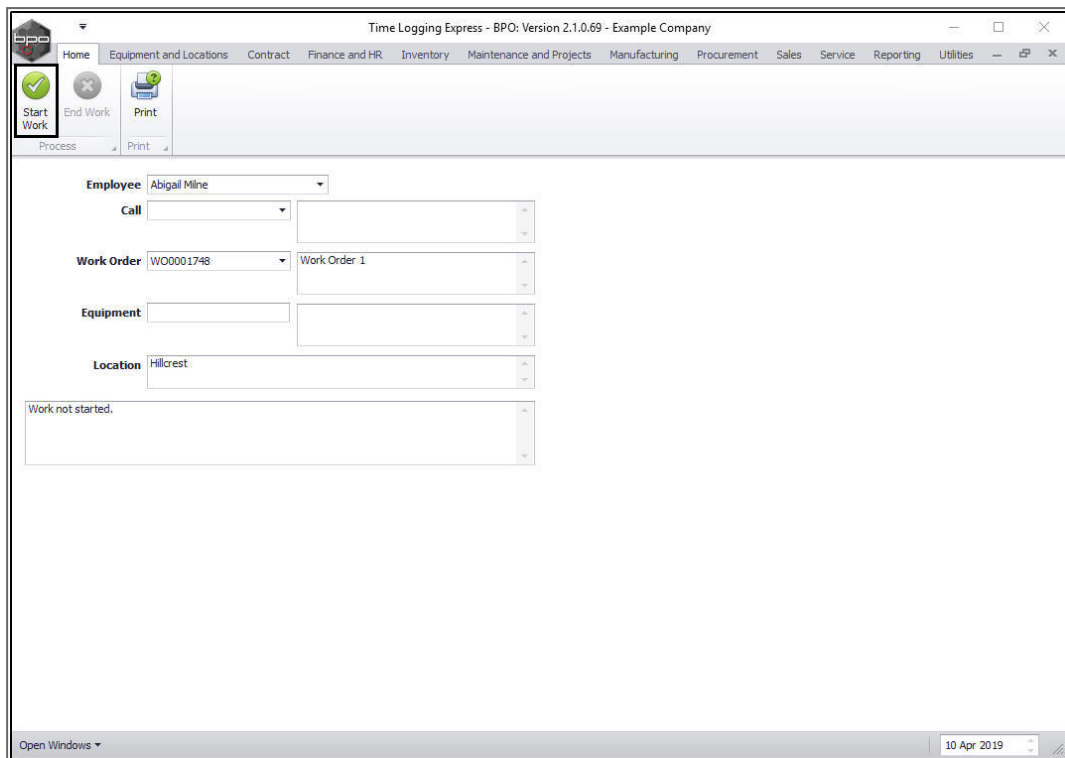 Time Logging Express - BPO: Version 2.1.0.69 - Example Company
bpo
Home Equipment and Locations Contract Finance and HR Inventory Maintenance and Projects Manufacturing Procurement Sales Service Reporting Utilities
Start Work End Work Print
Process Print
Employee Abigail Milne
Call
Work Order WO0001748 Work Order 1
Equipment
Location Hillcrest
Work not started.
Open Windows 10 Apr 2019